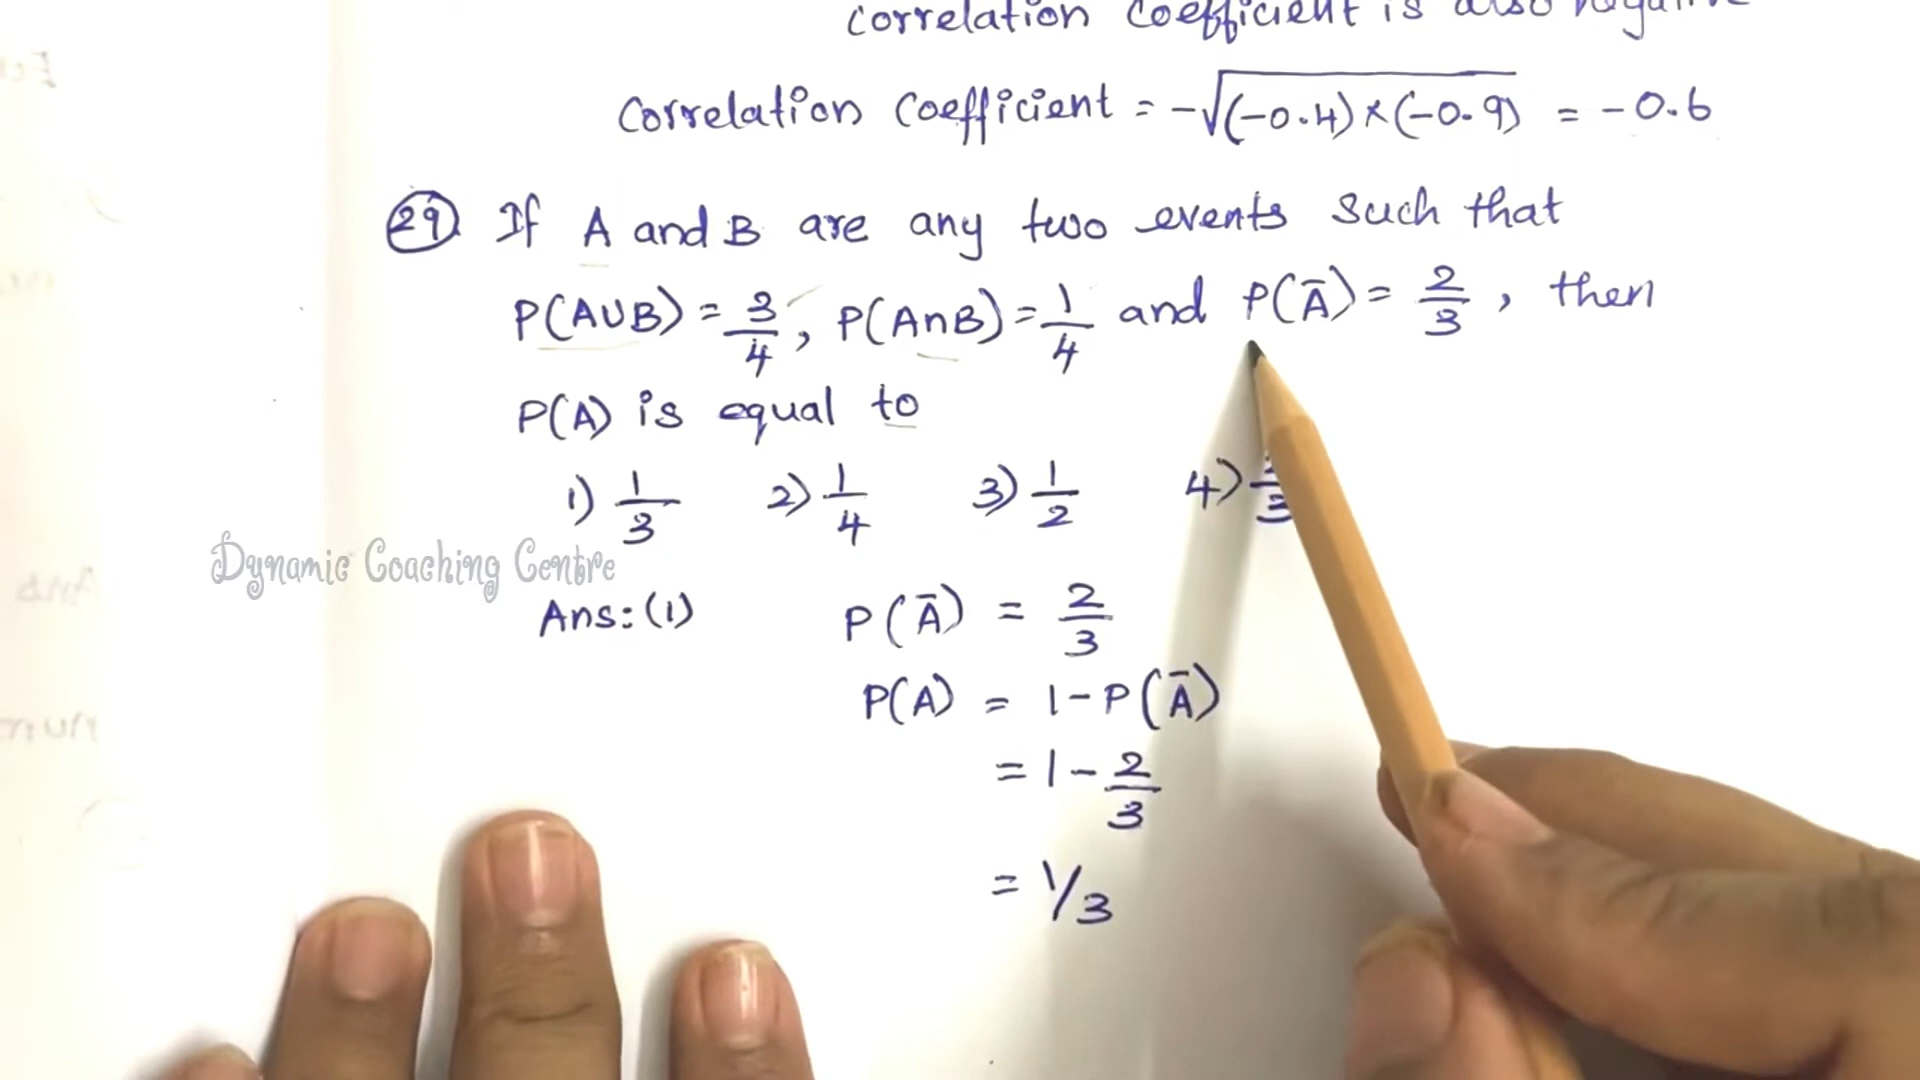 correlation coefficient is also
correlation coefficient = -√(-0.4)×(-0.9) = -0.6
29 If A and B are any two events such that
P(A∪B) = 3/4, P(A∩B) = 1/4 and P(Ā) = 2/3, then
P(A) is equal to
1) 1/3 2) 1/4 3) 1/2 4)
Dynamic Coaching Centre
Ans: (1) P(Ā) = 2/3
P(A) = 1 - P(Ā)
= 1 - 2/3
= 1/3